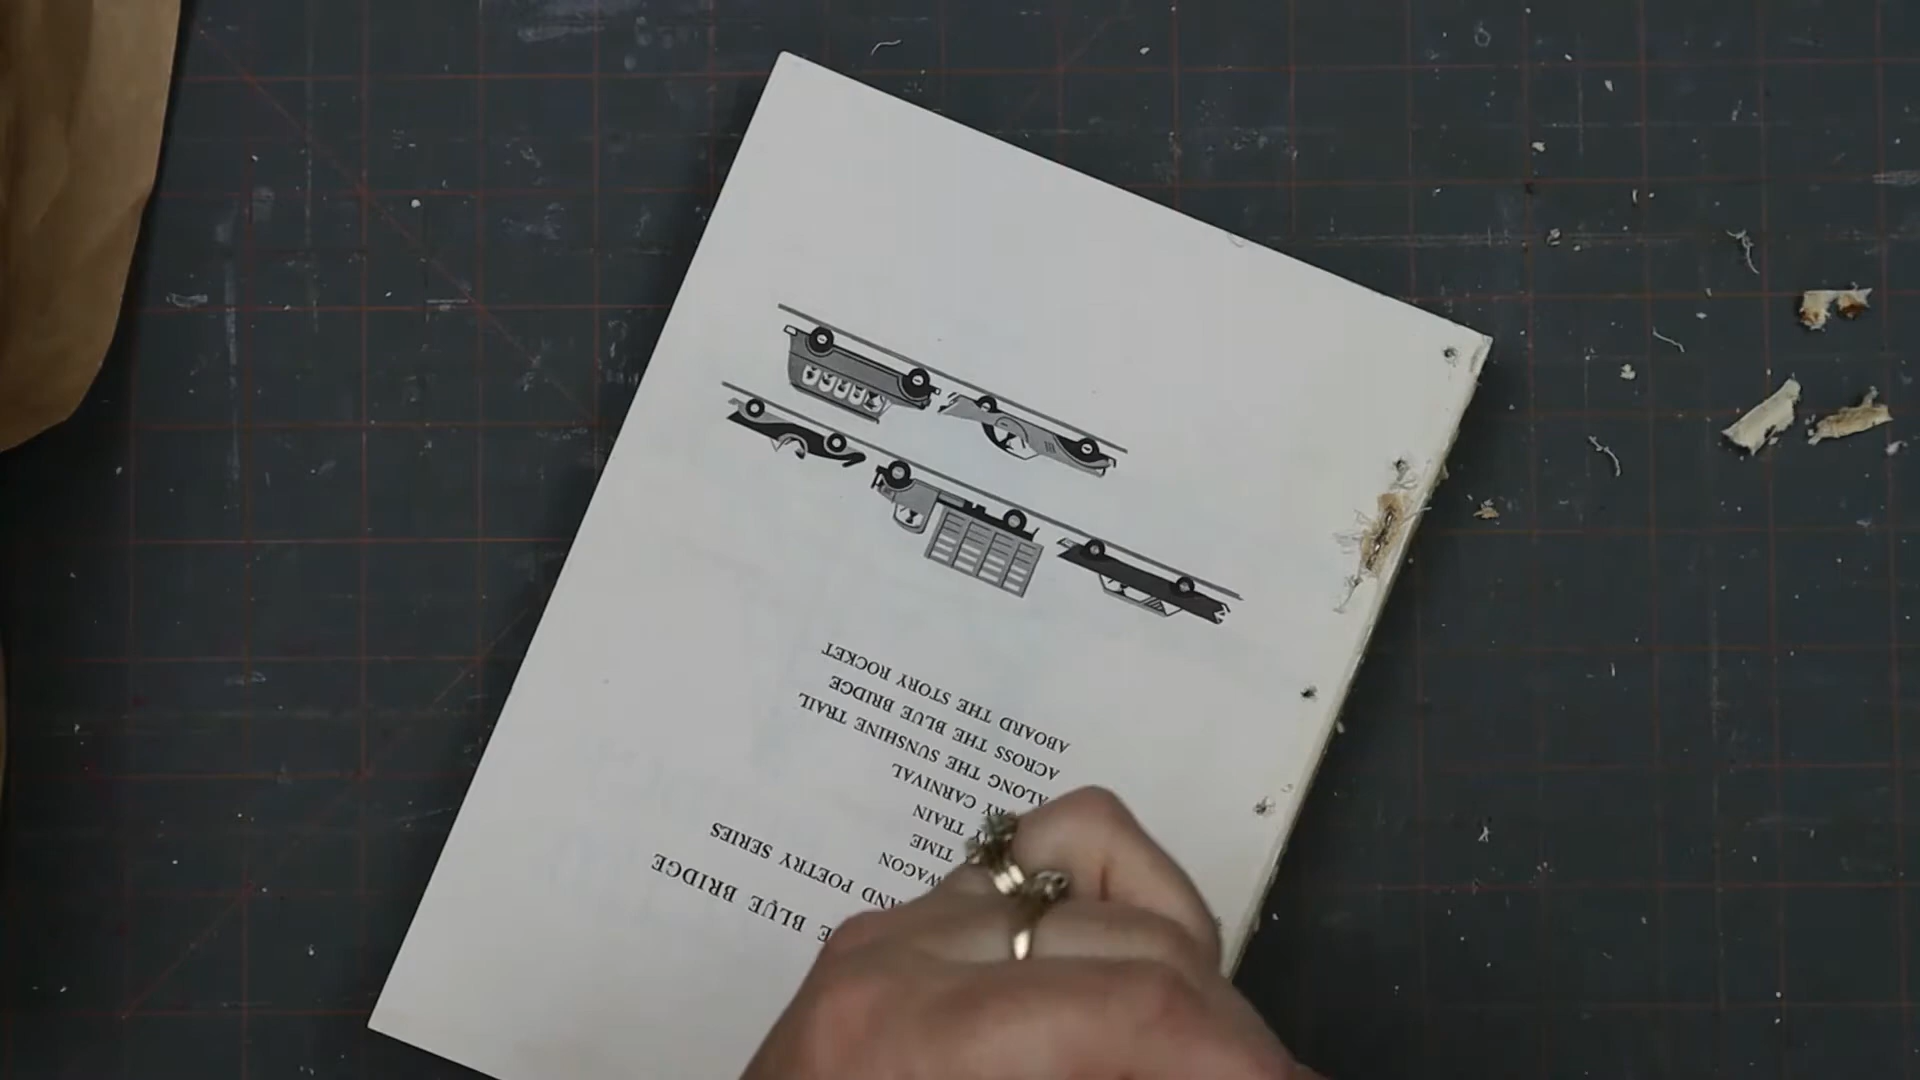 E BLUE BRIDGE
AND POETRY SERIES
WAGON
TIME
TRAIN
RY CARNIVAL
ALONG THE SUNSHINE TRAIL
ACROSS THE BLUE BRIDGE
ABOARD THE STORY ROCKET